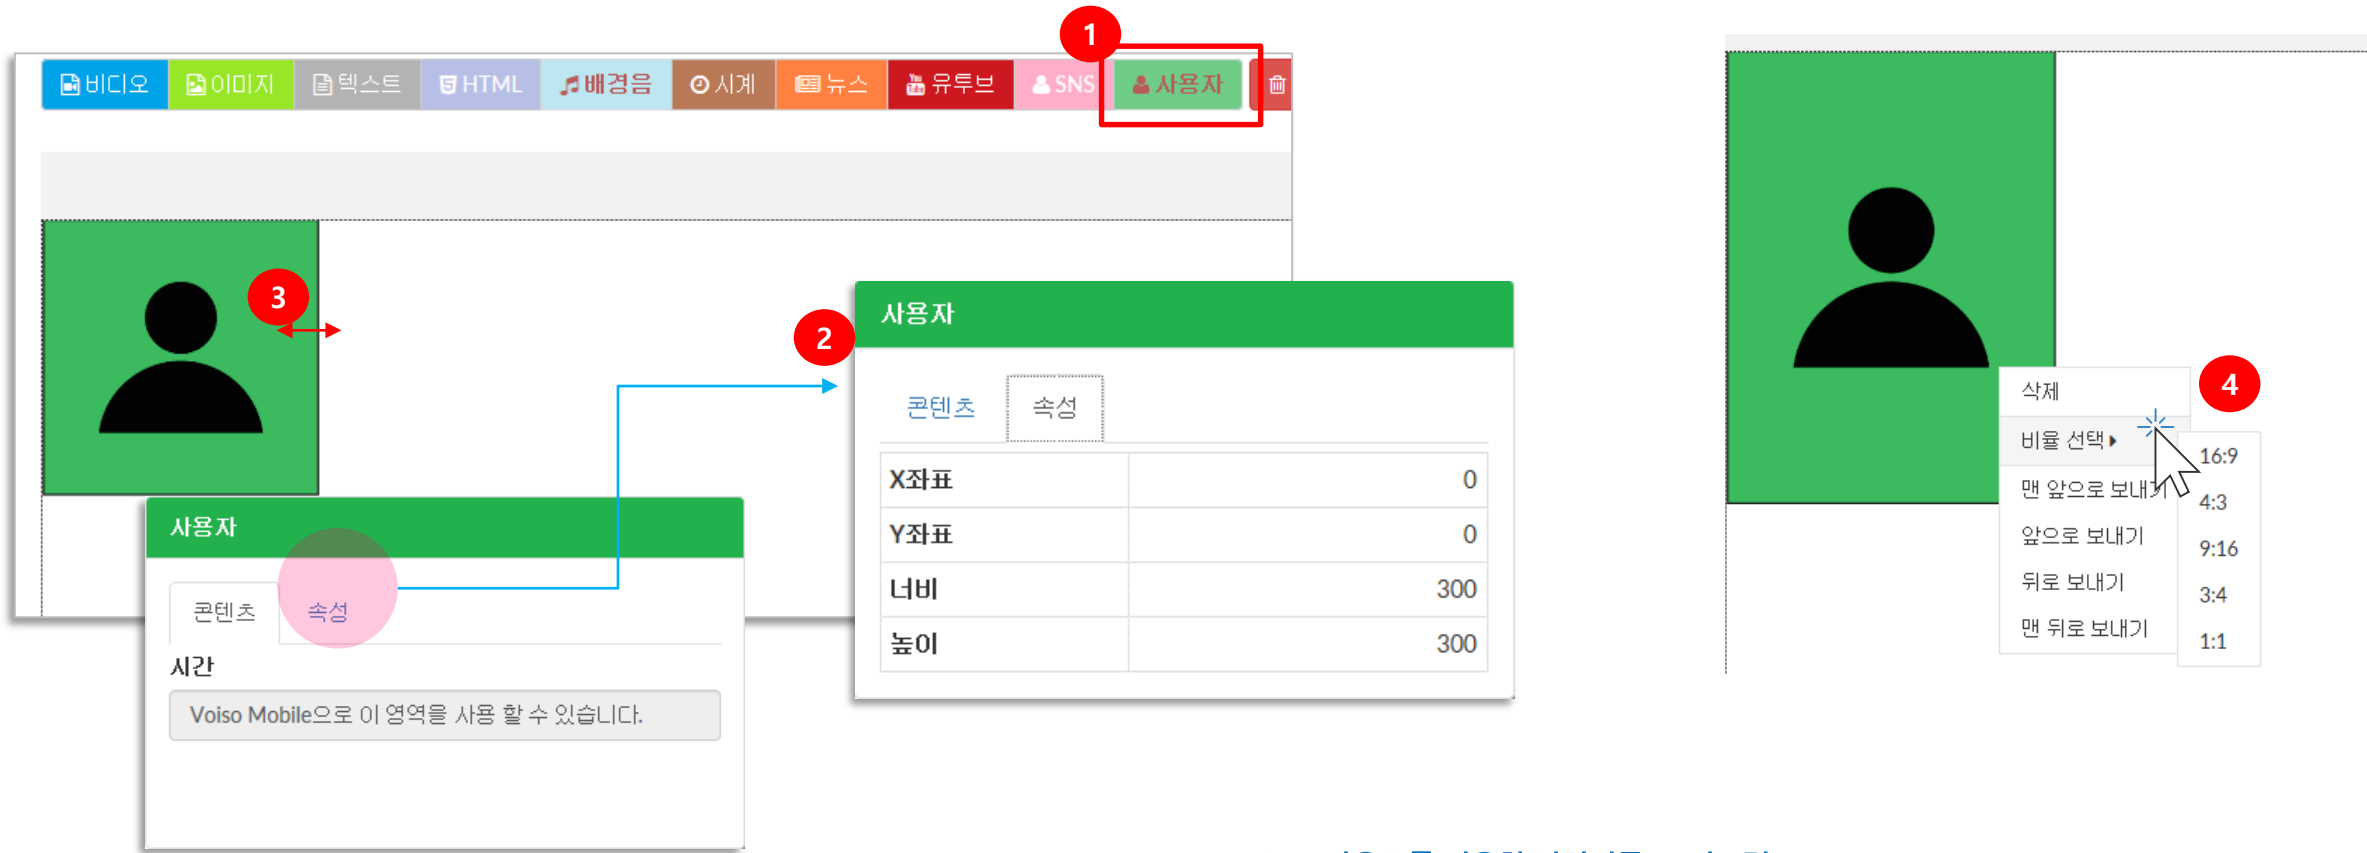 1
비디오 이미지 텍스트 HTML 배경음 시계 뉴스 유투브 SNS 사용자
3
사용자
콘텐츠 속성
시간
Voiso Mobile으로 이 영역을 사용 할 수 있습니다.
2
사용자
콘텐츠 속성
X좌표 0
Y좌표 0
너비 300
높이 300
4
삭제
비율 선택
맨 앞으로 보내기
앞으로 보내기
뒤로 보내기
맨 뒤로 보내기
16:9
4:3
9:16
3:4
1:1